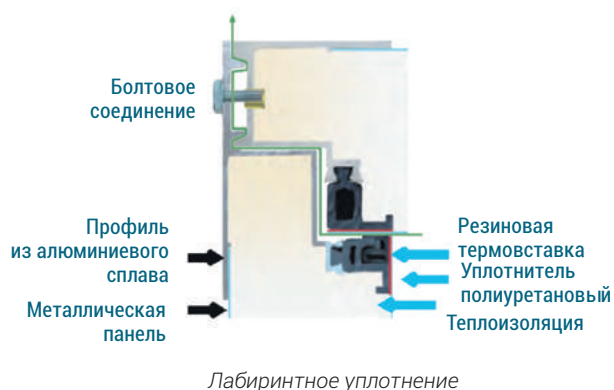 Болтовое
соединение
Профиль
из алюминиевого
сплава
Металлическая
панель
Резиновая
термовставка
Уплотнитель
полиуретановый
Теплоизоляция
Лабиринтное уплотнение